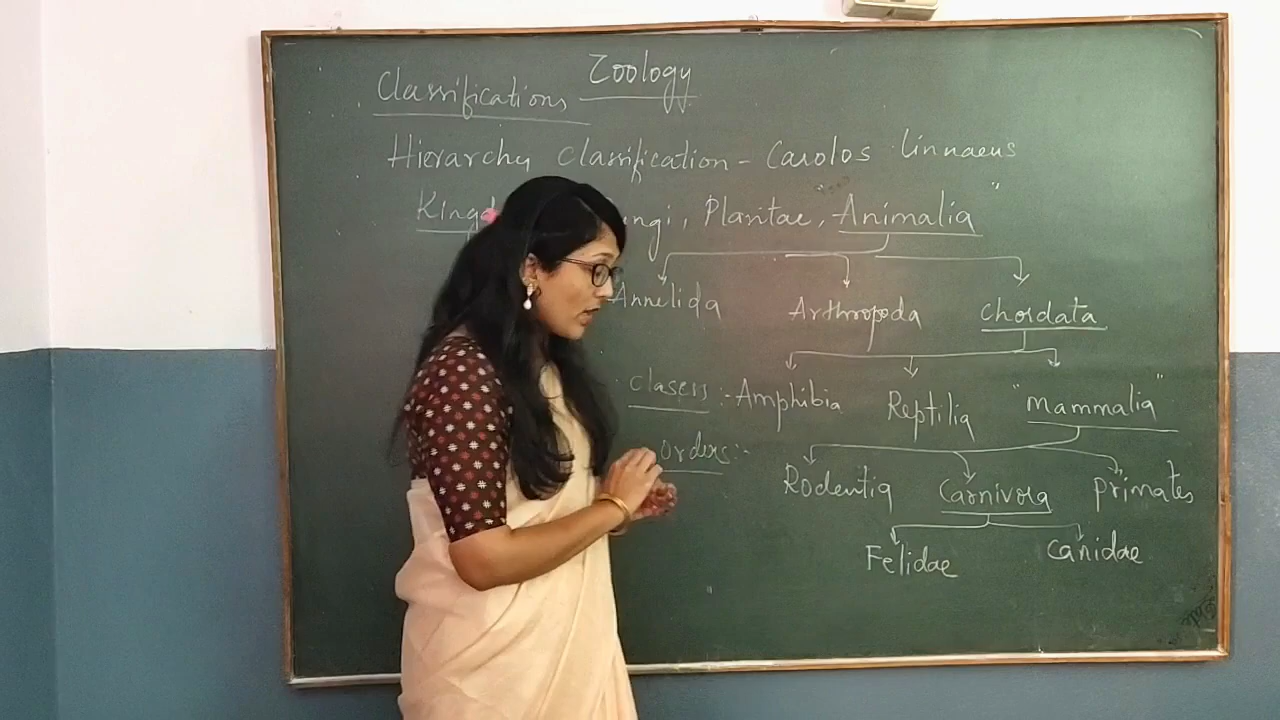 Zoology
Classifications
Hierarchy classification - Carolos Linnaeus
Plantae, "Animalia"
Annelida Arthropoda Chordata
Clasess :- Amphibia Reptilia "Mammalia"
orders :-
Rodentia Carnivora primates
Felidae Canidae